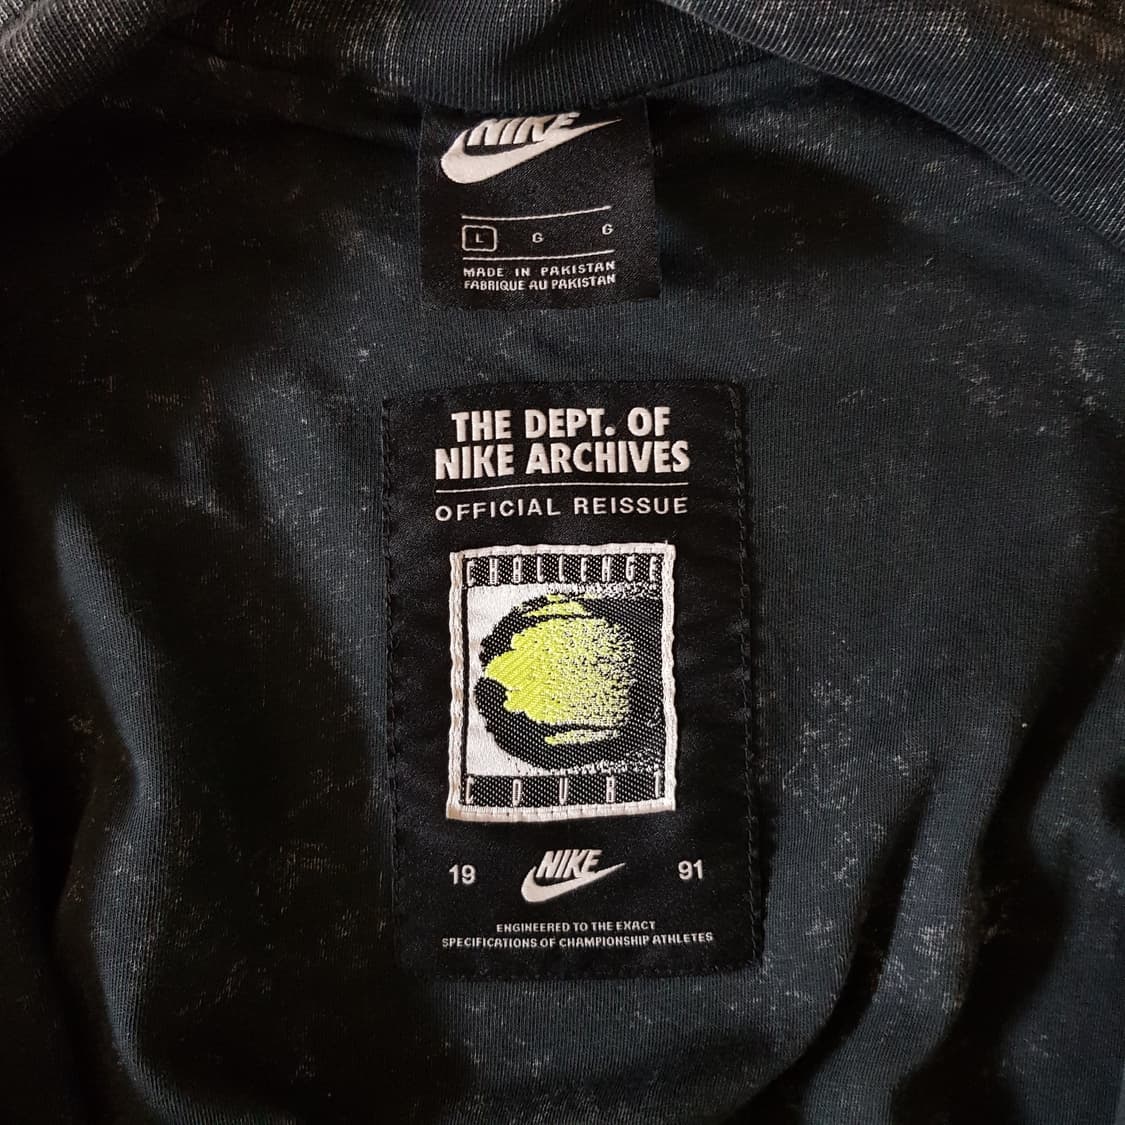 NIKE
L G G
MADE IN PAKISTAN
FABRIQUE AU PAKISTAN
THE DEPT. OF
NIKE ARCHIVES
OFFICIAL REISSUE
CHALLENGE
COURT
19 NIKE 91
ENGINEERED TO THE EXACT
SPECIFICATIONS OF CHAMPIONSHIP ATHLETES